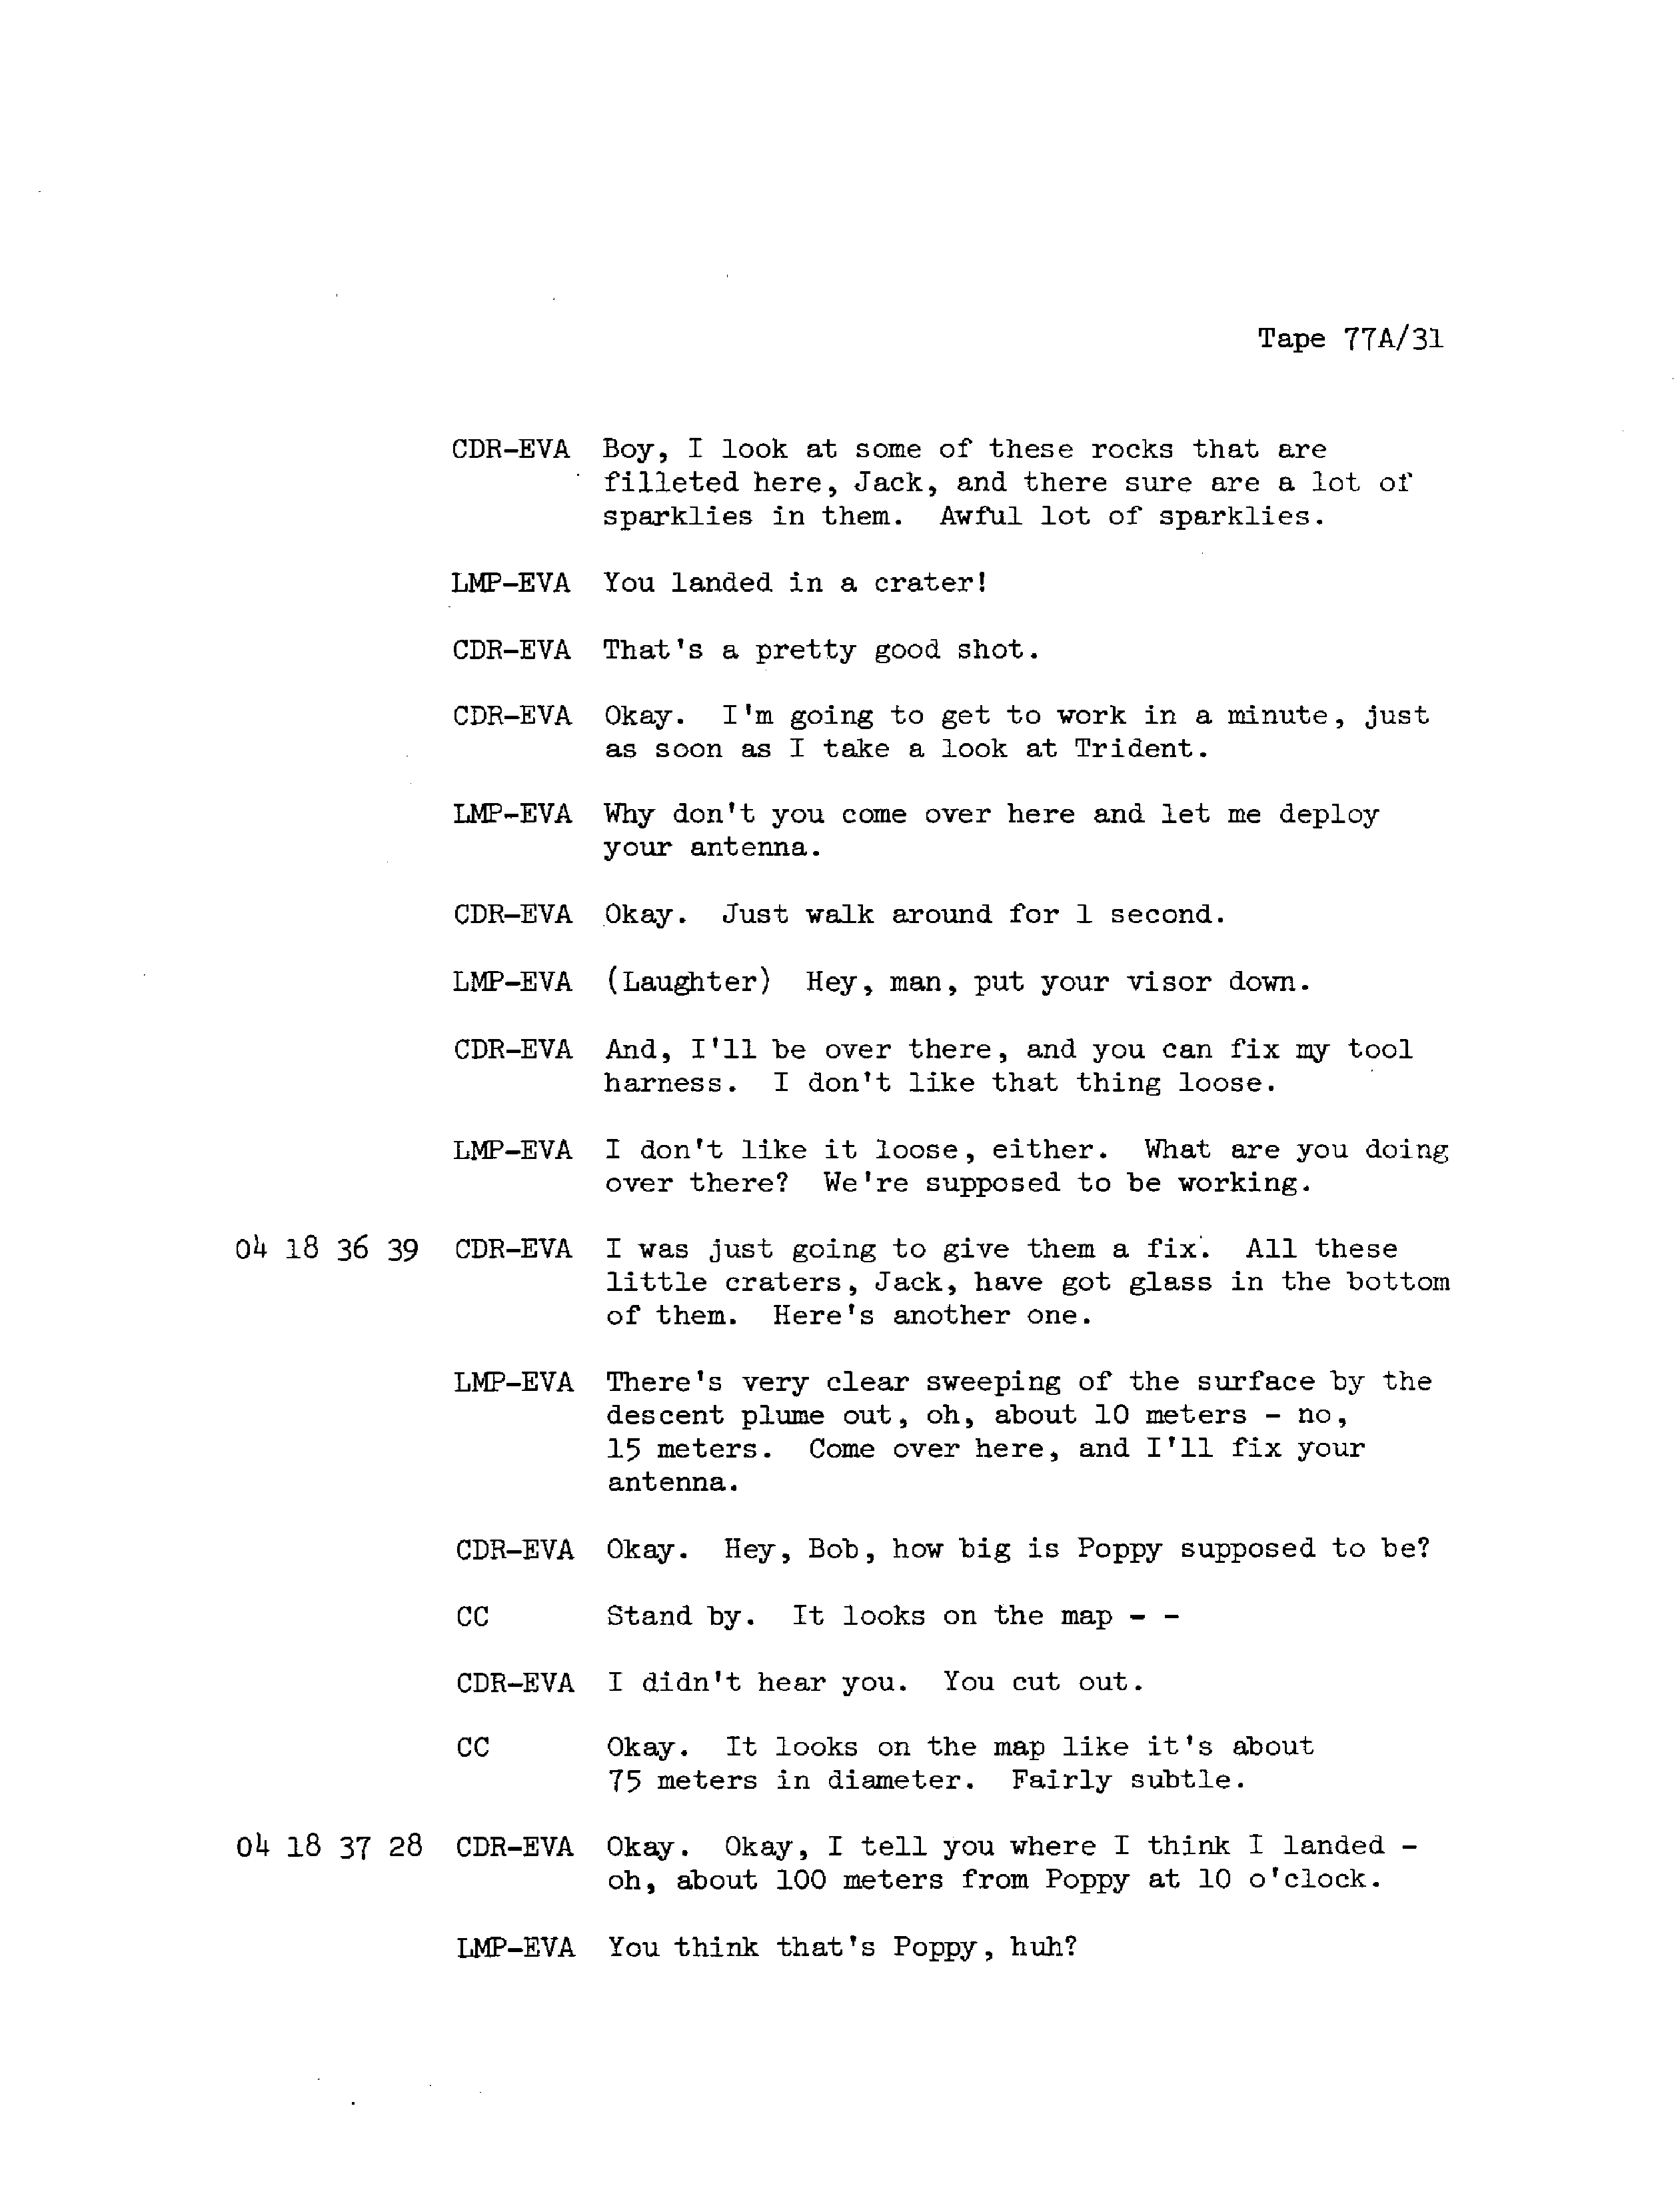 Tape 77A/31
CDR-EVA Boy, I look at some of these rocks that are
filleted here, Jack, and there sure are a lot of
sparklies in them. Awful lot of sparklies.
LMP-EVA You landed in a crater!
CDR-EVA That's a pretty good shot.
CDR-EVA Okay. I'm going to get to work in a minute, just
as soon as I take a look at Trident.
LMP-EVA Why don't you come over here and let me deploy
your antenna.
CDR-EVA Okay. Just walk around for 1 second.
LMP-EVA (Laughter) Hey, man, put your visor down.
CDR-EVA And, I'll be over there, and you can fix my tool
harness. I don't like that thing loose.
LMP-EVA I don't like it loose, either. What are you doing
over there? We're supposed to be working.
04 18 36 39 CDR-EVA I was just going to give them a fix. All these
little craters, Jack, have got glass in the bottom
of them. Here's another one.
LMP-EVA There's very clear sweeping of the surface by the
descent plume out, oh, about 10 meters - no,
15 meters. Come over here, and I'll fix your
antenna.
CDR-EVA Okay. Hey, Bob, how big is Poppy supposed to be?
CC Stand by. It looks on the map - -
CDR-EVA I didn't hear you. You cut out.
CC Okay. It looks on the map like it's about
75 meters in diameter. Fairly subtle.
04 18 37 28 CDR-EVA Okay. Okay, I tell you where I think I landed -
oh, about 100 meters from Poppy at 10 o'clock.
LMP-EVA You think that's Poppy, huh?